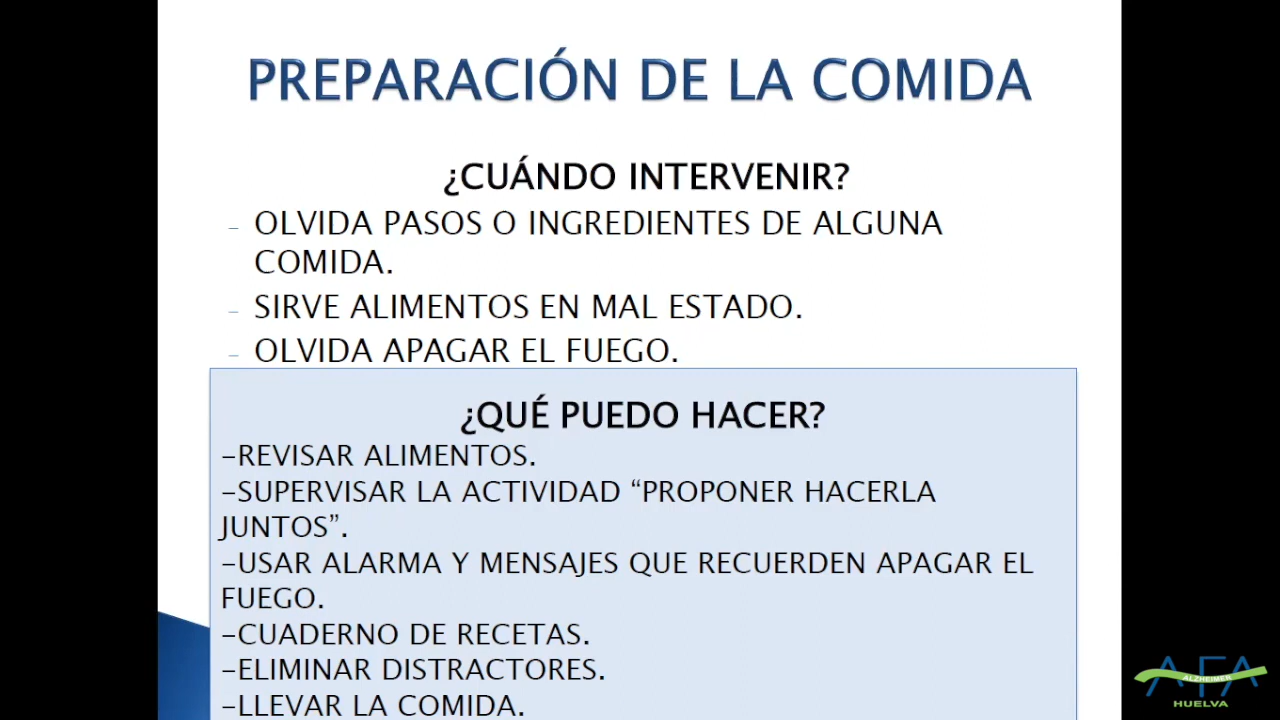 PREPARACIÓN DE LA COMIDA
¿CUÁNDO INTERVENIR?
- OLVIDA PASOS O INGREDIENTES DE ALGUNA
COMIDA.
- SIRVE ALIMENTOS EN MAL ESTADO.
- OLVIDA APAGAR EL FUEGO.
¿QUÉ PUEDO HACER?
-REVISAR ALIMENTOS.
-SUPERVISAR LA ACTIVIDAD “PROPONER HACERLA
JUNTOS”.
-USAR ALARMA Y MENSAJES QUE RECUERDEN APAGAR EL
FUEGO.
-CUADERNO DE RECETAS.
-ELIMINAR DISTRACTORES.
-LLEVAR LA COMIDA.
AFA
ALZHEIMER
HUELVA